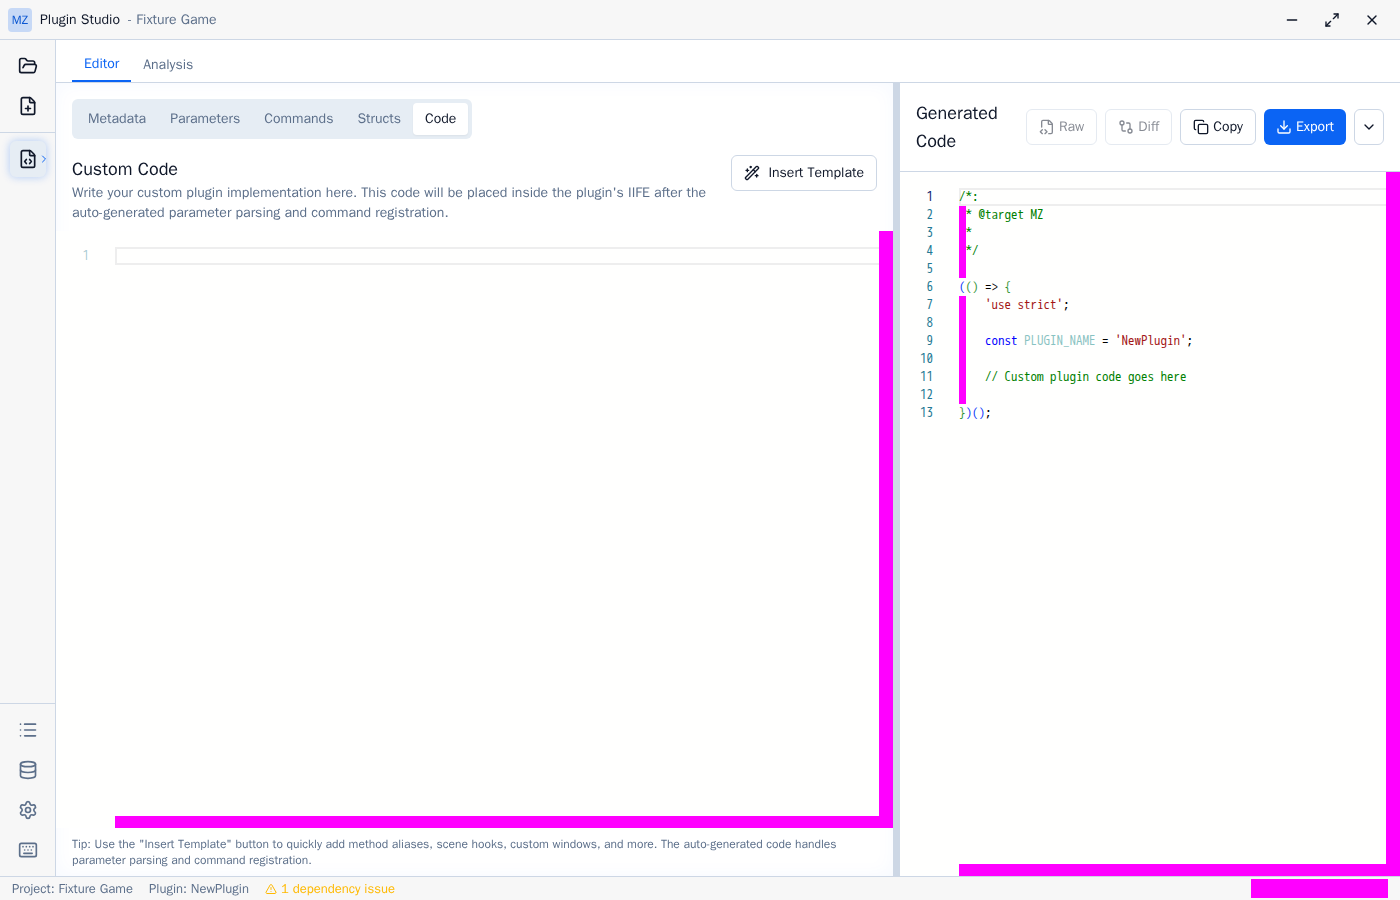 MZ Plugin Studio - Fixture Game
Editor Analysis
Metadata Parameters Commands Structs Code
Custom Code
Write your custom plugin implementation here. This code will be placed inside the plugin's IIFE after the
auto-generated parameter parsing and command registration.
Insert Template
1
Tip: Use the "Insert Template" button to quickly add method aliases, scene hooks, custom windows, and more. The auto-generated code handles
parameter parsing and command registration.
Generated
Code
Raw Diff Copy Export
1 /*:
2 * @target MZ
3 *
4 */
5
6 (() => {
7 'use strict';
8
9 const PLUGIN_NAME = 'NewPlugin';
10
11 // Custom plugin code goes here
12
13 })();
Project: Fixture Game Plugin: NewPlugin 1 dependency issue